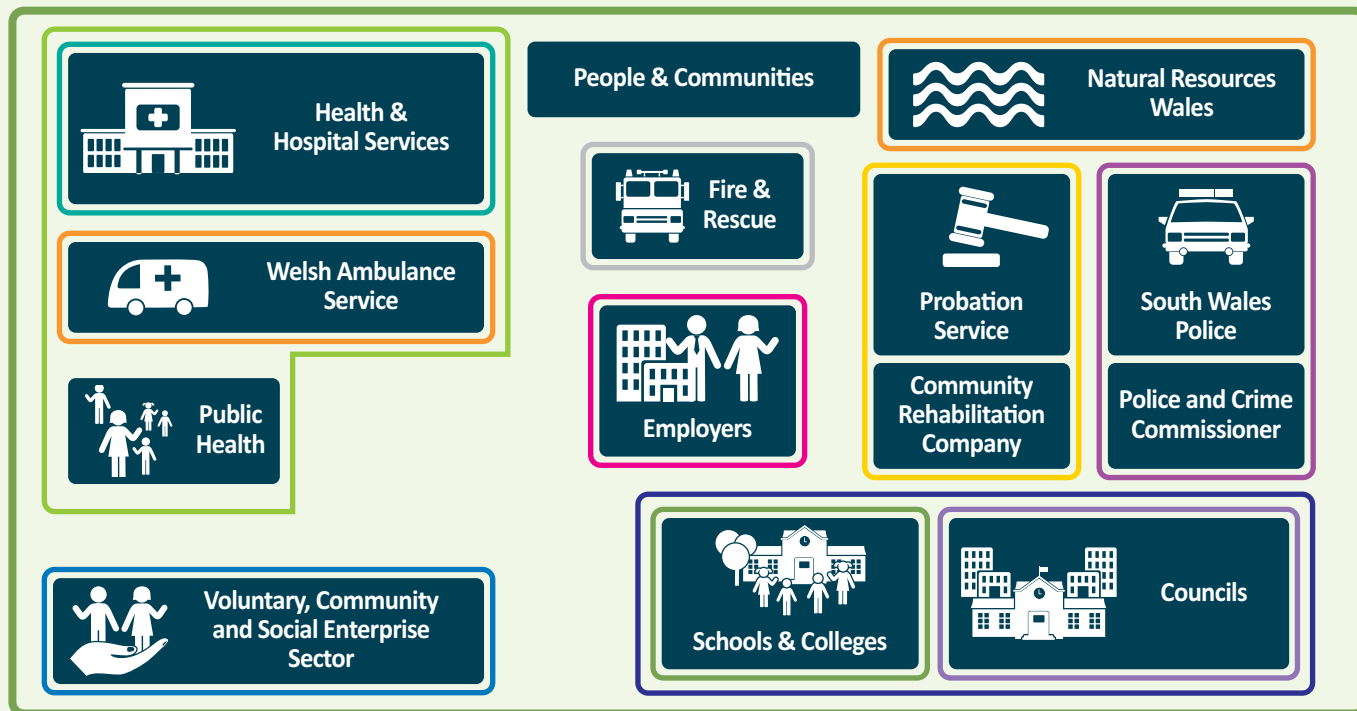 Health &
Hospital Services
People & Communities
Natural Resources
Wales
Fire &
Rescue
Welsh Ambulance
Service
Probation
Service
South Wales
Police
Public
Health
Employers
Community
Rehabilitation
Company
Police and Crime
Commissioner
Voluntary, Community
and Social Enterprise
Sector
Schools & Colleges
Councils